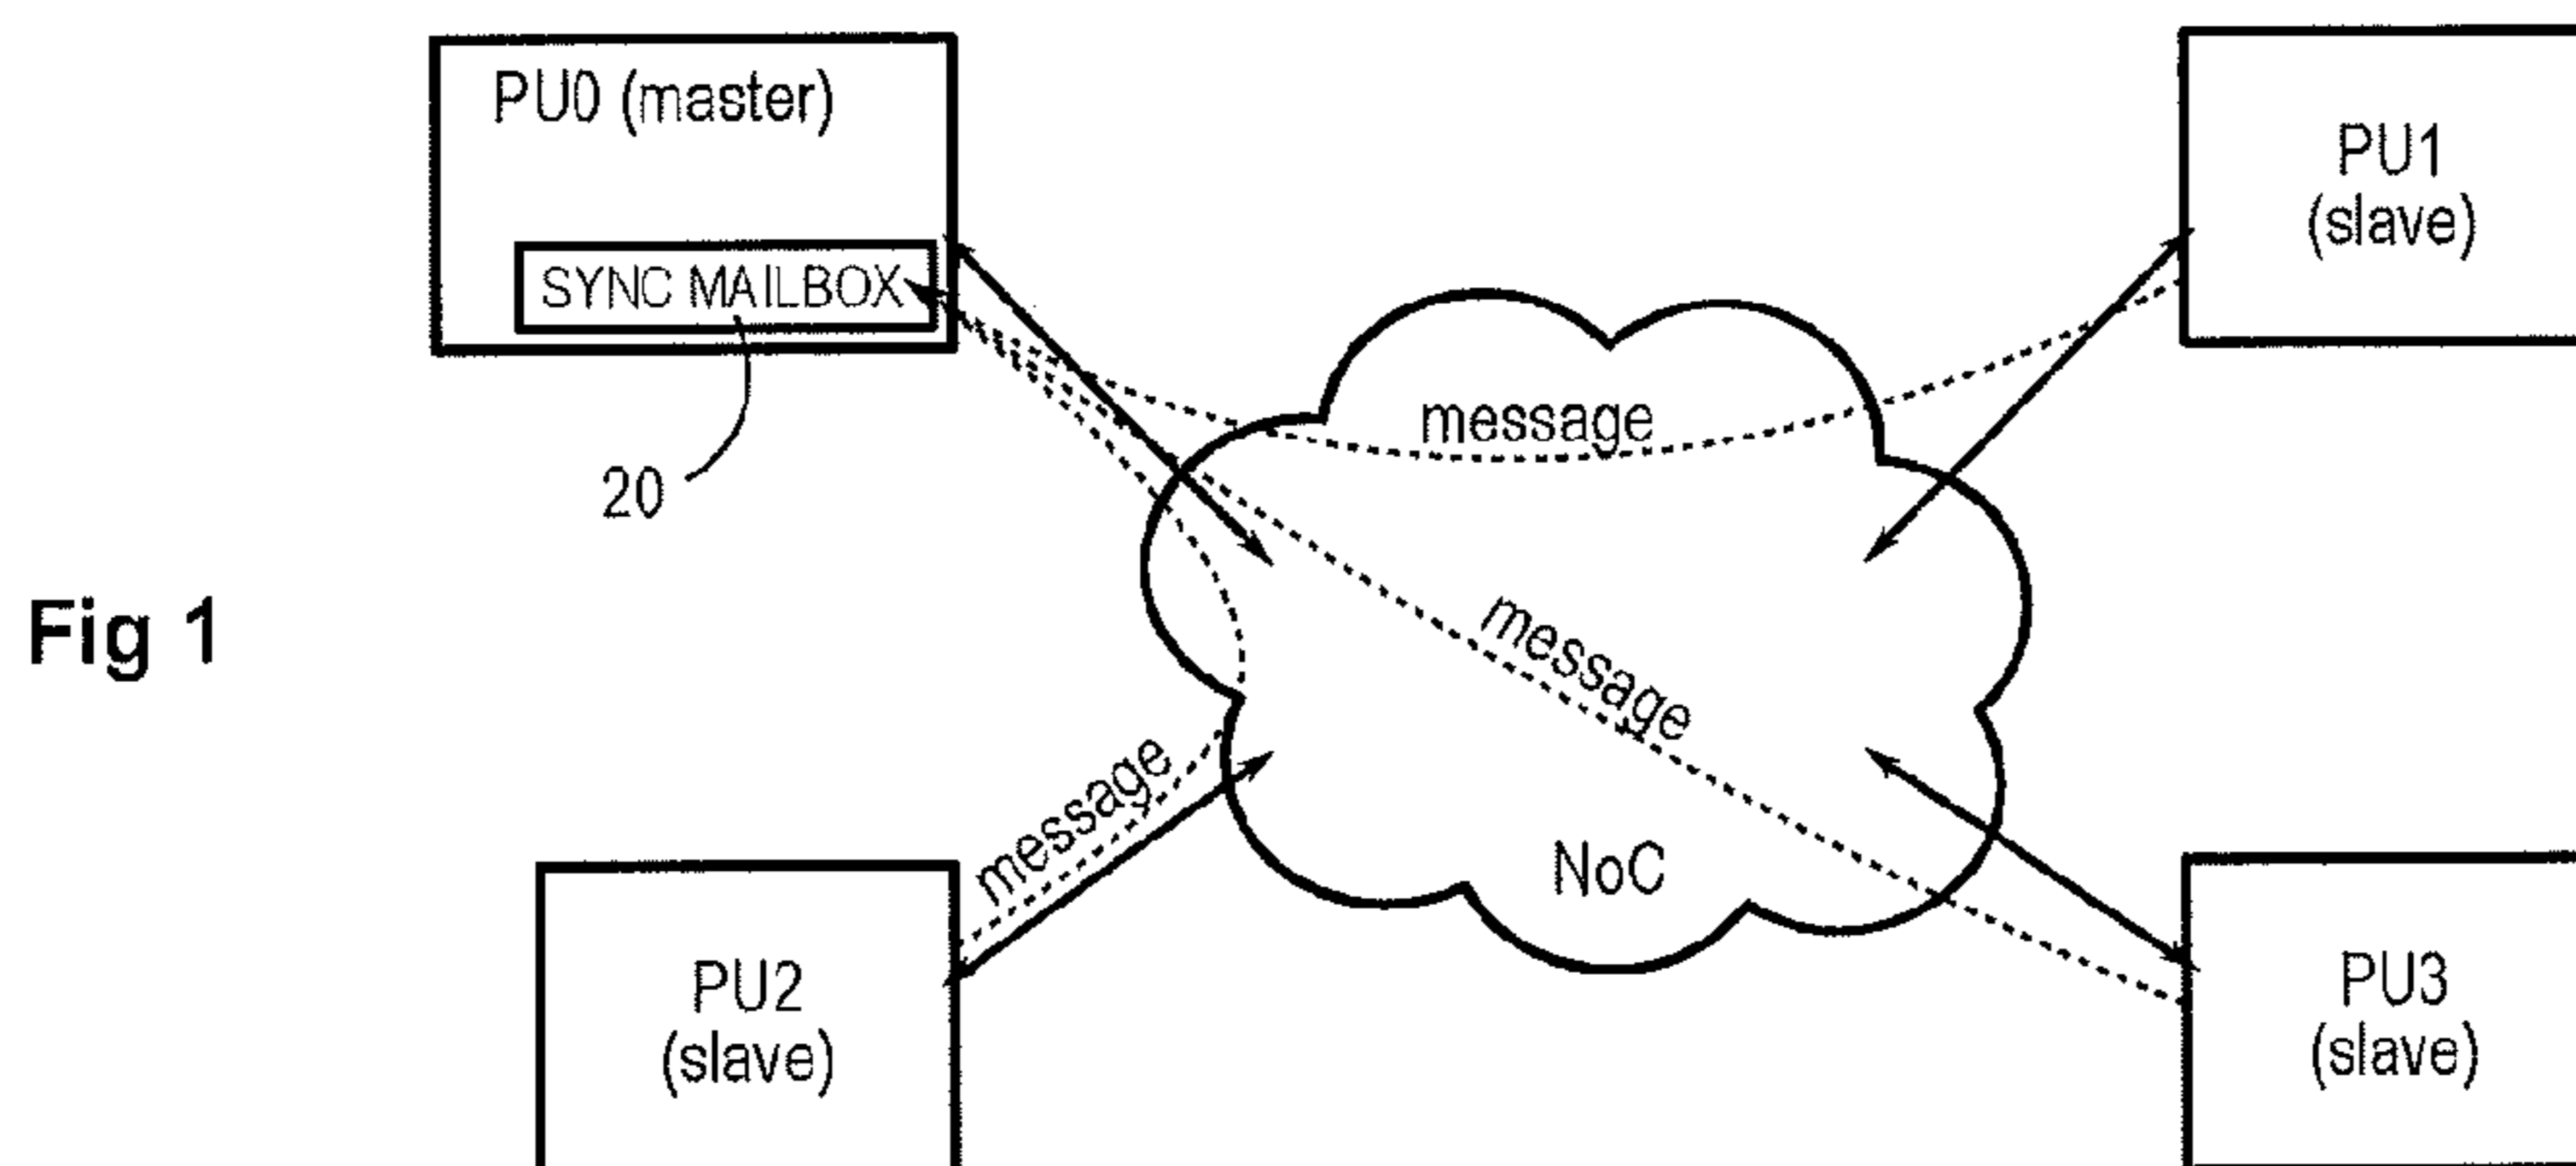 PU0 (master)
SYNC MAILBOX
20
PU1
(slave)
message
Fig 1
message
message
NoC
PU2
(slave)
PU3
(slave)